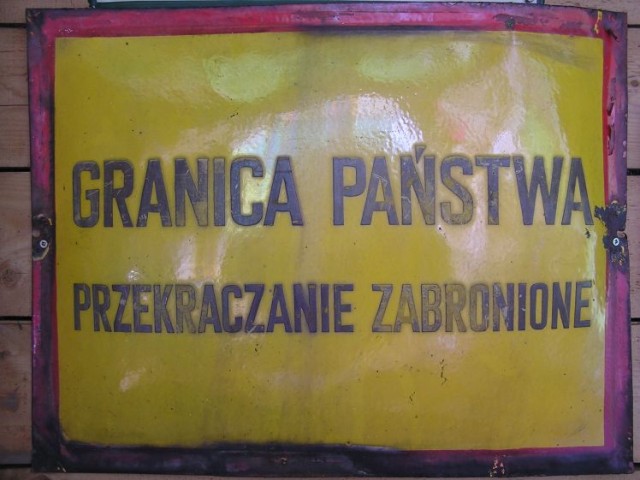 GRANICA PAŃSTWA
PRZEKRACZANIE ZABRONIONE